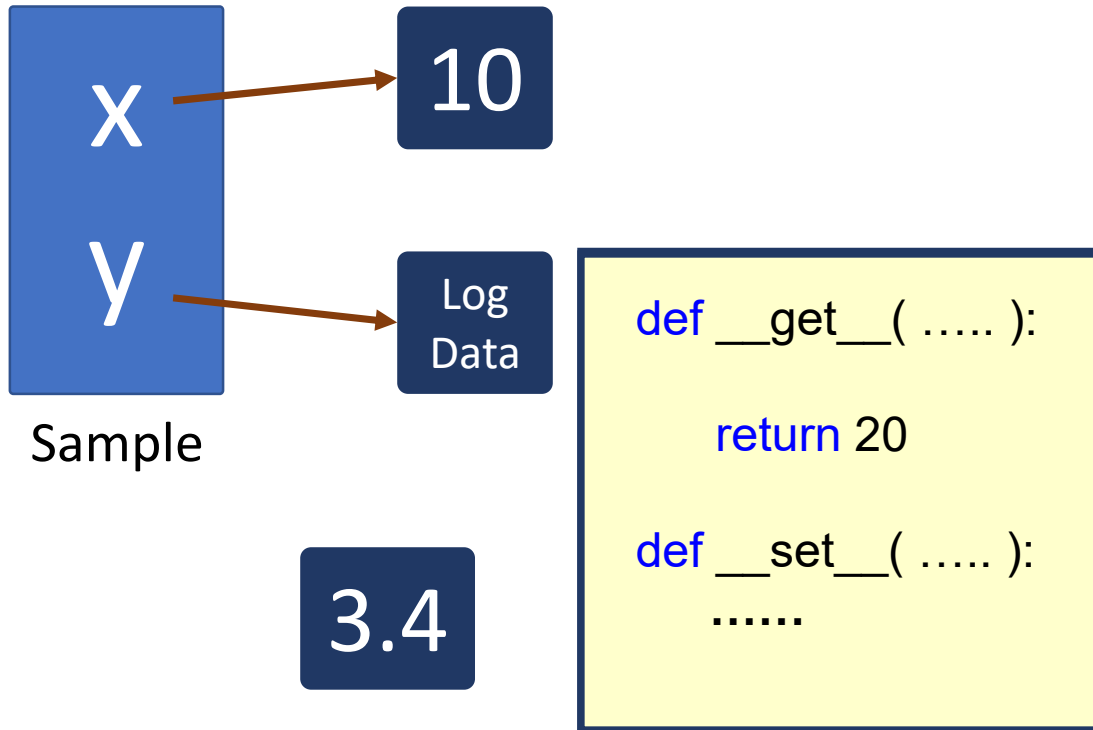 x
10
y
Log
Data
Sample
3.4
def __get__( ..... ):
return 20
def __set__( ..... ):
......